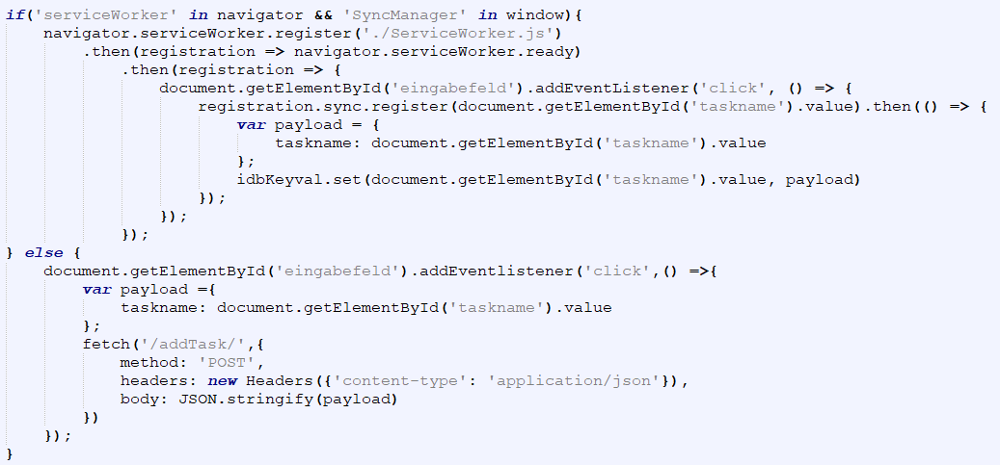 if('serviceWorker' in navigator && 'SyncManager' in window){
    navigator.serviceWorker.register('./ServiceWorker.js')
        .then(registration => navigator.serviceWorker.ready)
            .then(registration => {
                document.getElementById('eingabefeld').addEventListener('click', () => {
                    registration.sync.register(document.getElementById('taskname').value).then(() => {
                        var payload = {
                            taskname: document.getElementById('taskname').value
                        };
                        idbKeyval.set(document.getElementById('taskname').value, payload)
                    });
                });
            });
} else {
    document.getElementById('eingabefeld').addEventlistener('click',() =>{
        var payload ={
            taskname: document.getElementById('taskname').value
        };
        fetch('/addTask/',{
            method: 'POST',
            headers: new Headers({'content-type': 'application/json'}),
            body: JSON.stringify(payload)
        })
    });
}